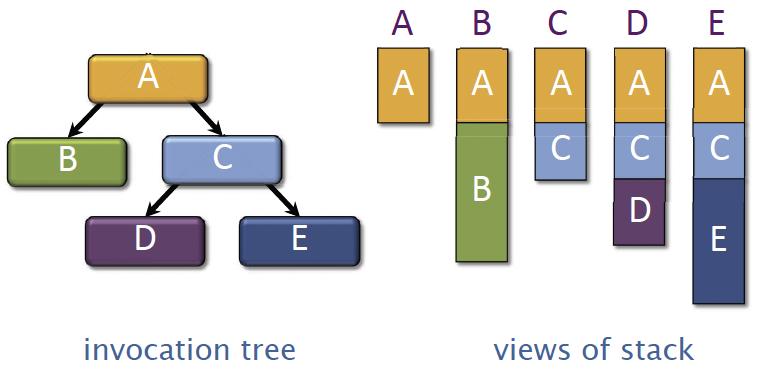 A
B
C
D
E
invocation tree
A B C D E
A A A A A
C C C
B
D
E
views of stack